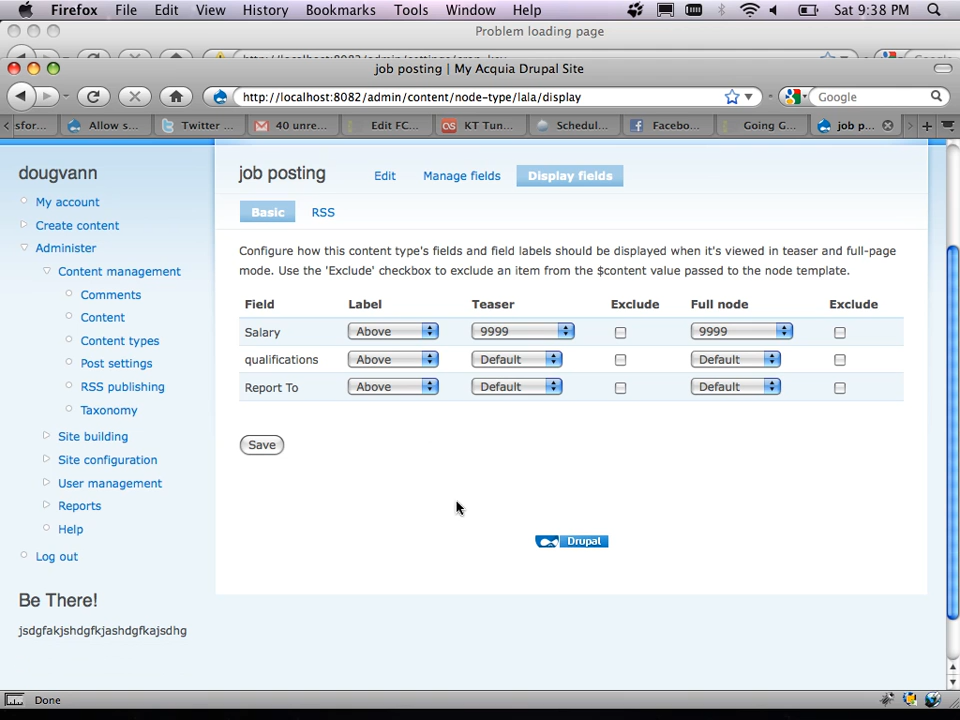 Firefox File Edit View History Bookmarks Tools Window Help Sat 9:38 PM
Problem loading page
job posting | My Acquia Drupal Site
http://localhost:8082/admin/content/node-type/lala/display Google
sfor... Allow s... Twitter ... 40 unre... Edit FC... KT Tun... Schedul... Facebo... Going G... job p...
dougvann
My account
Create content
Administer
Content management
Comments
Content
Content types
Post settings
RSS publishing
Taxonomy
Site building
Site configuration
User management
Reports
Help
Log out
Be There!
jsdgfakjshdgfkjashdgfkajsdhg
job posting Edit Manage fields Display fields
Basic RSS
Configure how this content type's fields and field labels should be displayed when it's viewed in teaser and full-page
mode. Use the 'Exclude' checkbox to exclude an item from the $content value passed to the node template.
Field Label Teaser Exclude Full node Exclude
Salary Above 9999 9999
qualifications Above Default Default
Report To Above Default Default
Save
Drupal
Done